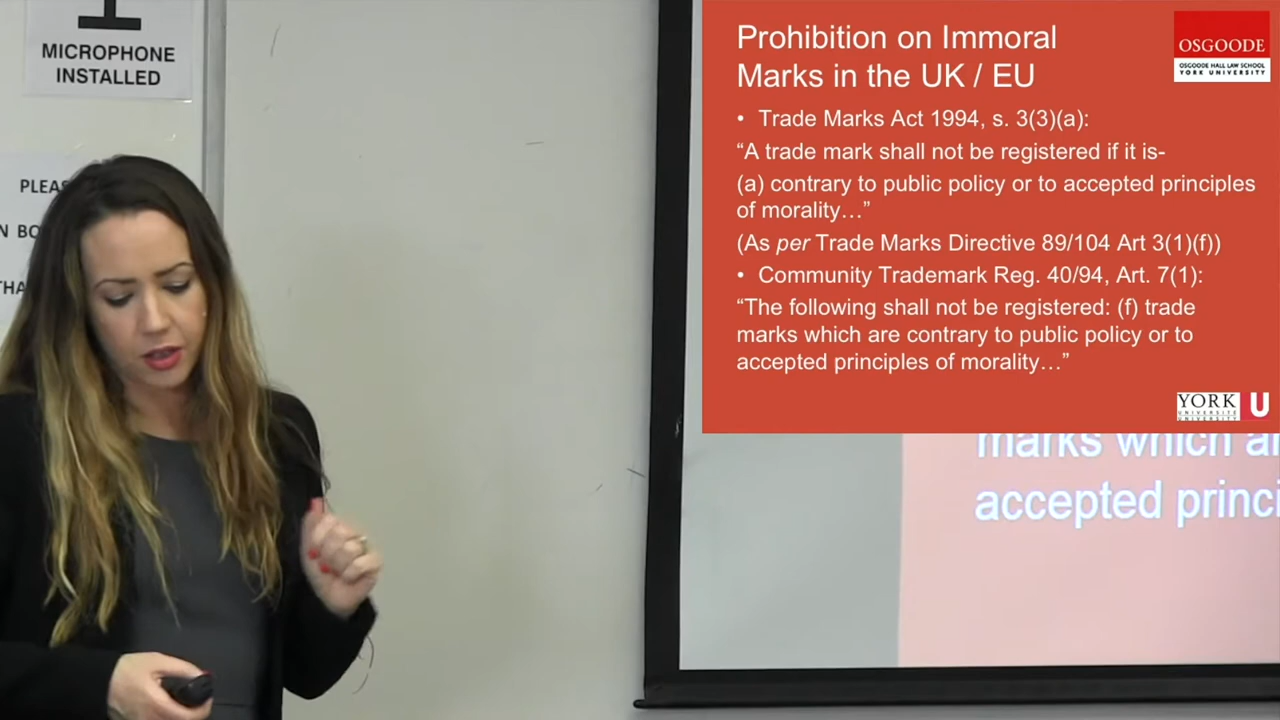 MICROPHONE
INSTALLED
PLEAS
N BO
THA
Prohibition on Immoral
Marks in the UK / EU
OSGOODE
OSGOODE HALL LAW SCHOOL
YORK UNIVERSITY
• Trade Marks Act 1994, s. 3(3)(a):
“A trade mark shall not be registered if it is-
(a) contrary to public policy or to accepted principles
of morality…”
(As per Trade Marks Directive 89/104 Art 3(1)(f))
• Community Trademark Reg. 40/94, Art. 7(1):
“The following shall not be registered: (f) trade
marks which are contrary to public policy or to
accepted principles of morality…”
YORK U
UNIVERSITÉ
UNIVERSITY
marks which ar
accepted princi